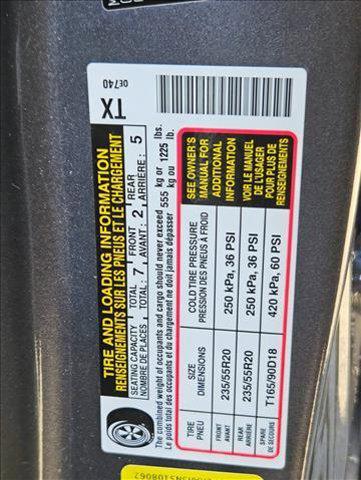 TIRE AND LOADING INFORMATION
RENSEIGNEMENTS SUR LES PNEUS ET LE CHARGEMENT
SEATING CAPACITY TOTAL: 7 FRONT 2 REAR 5
NOMBRE DE PLACES TOTAL: AVANT: ARRIÈRE:
The combined weight of occupants and cargo should never exceed 555 kg or 1225 lbs.
Le poids total des occupants et du chargement ne doit jamais dépasser kg ou lb.
TX
0E740
TIRE
PNEU
SIZE
DIMENSIONS
COLD TIRE PRESSURE
PRESSION DES PNEUS À FROID
FRONT
AVANT
235/55R20
250 kPa, 36 PSI
REAR
ARRIÈRE
235/55R20
250 kPa, 36 PSI
SPARE
DE SECOURS
T165/90D18
420 kPa, 60 PSI
SEE OWNER'S
MANUAL FOR
ADDITIONAL
INFORMATION
VOIR LE MANUEL
DE L'USAGER
POUR PLUS DE
RENSEIGNEMENTS